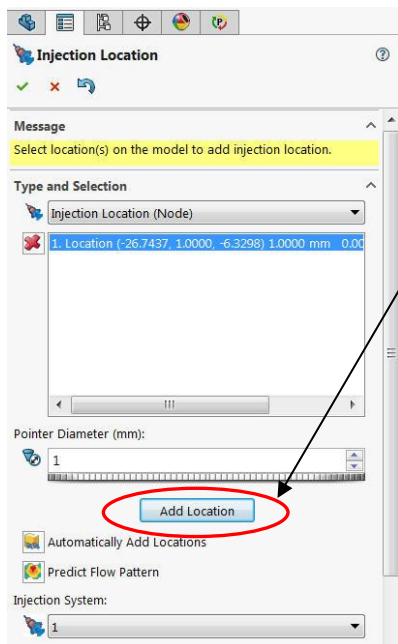 Injection Location
Message
Select location(s) on the model to add injection location.
Type and Selection
Injection Location (Node)
1. Location (-26.7437, 1.0000, -6.3298) 1.0000 mm 0.00
Pointer Diameter (mm):
1
Add Location
Automatically Add Locations
Predict Flow Pattern
Injection System:
1